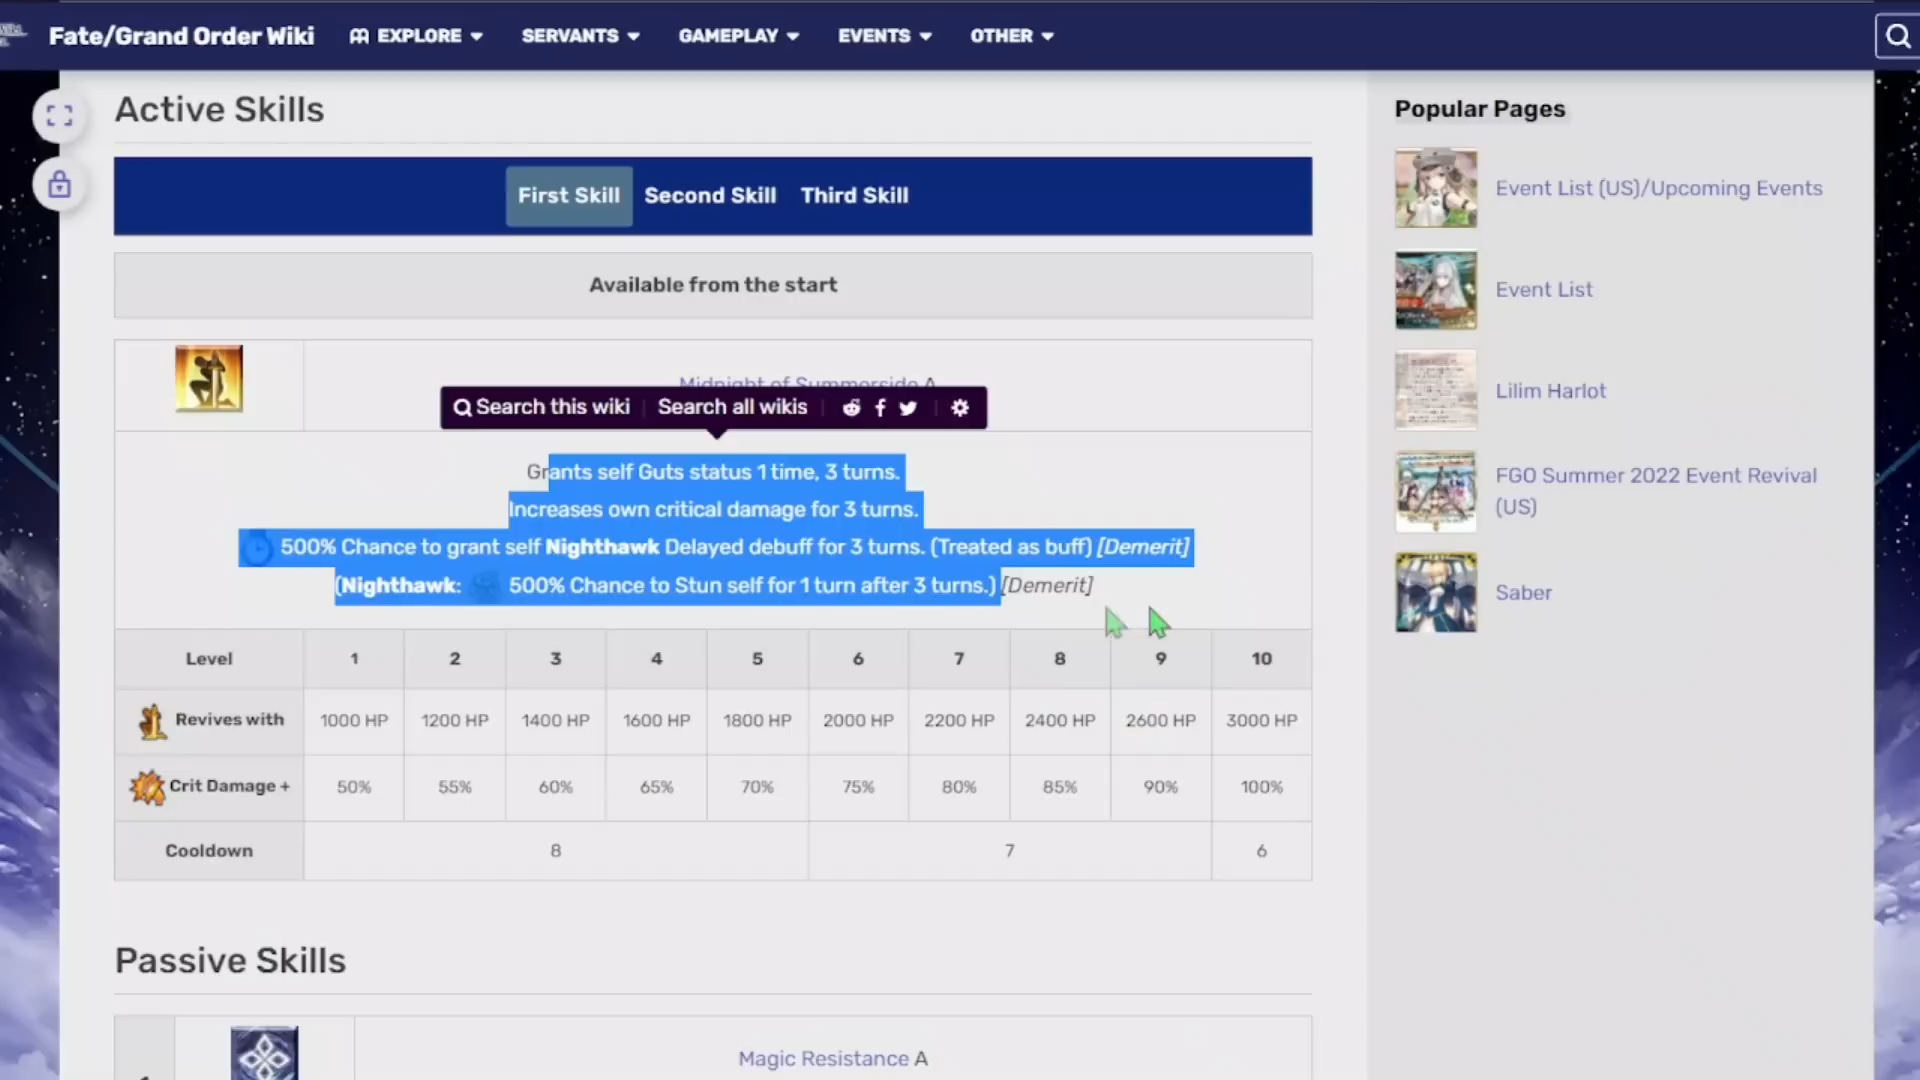 Fate/Grand Order Wiki EXPLORE SERVANTS GAMEPLAY EVENTS OTHER
Active Skills
First Skill Second Skill Third Skill
Available from the start
Midnight of Summerside A
Search this wiki Search all wikis
Grants self Guts status 1 time, 3 turns.
Increases own critical damage for 3 turns.
500% Chance to grant self Nighthawk Delayed debuff for 3 turns. (Treated as buff) [Demerit]
(Nighthawk: 500% Chance to Stun self for 1 turn after 3 turns.) [Demerit]
Level 1 2 3 4 5 6 7 8 9 10
Revives with 1000 HP 1200 HP 1400 HP 1600 HP 1800 HP 2000 HP 2200 HP 2400 HP 2600 HP 3000 HP
Crit Damage + 50% 55% 60% 65% 70% 75% 80% 85% 90% 100%
Cooldown 8 7 6
Passive Skills
Magic Resistance A
Popular Pages
Event List (US)/Upcoming Events
Event List
Lilim Harlot
FGO Summer 2022 Event Revival
(US)
Saber